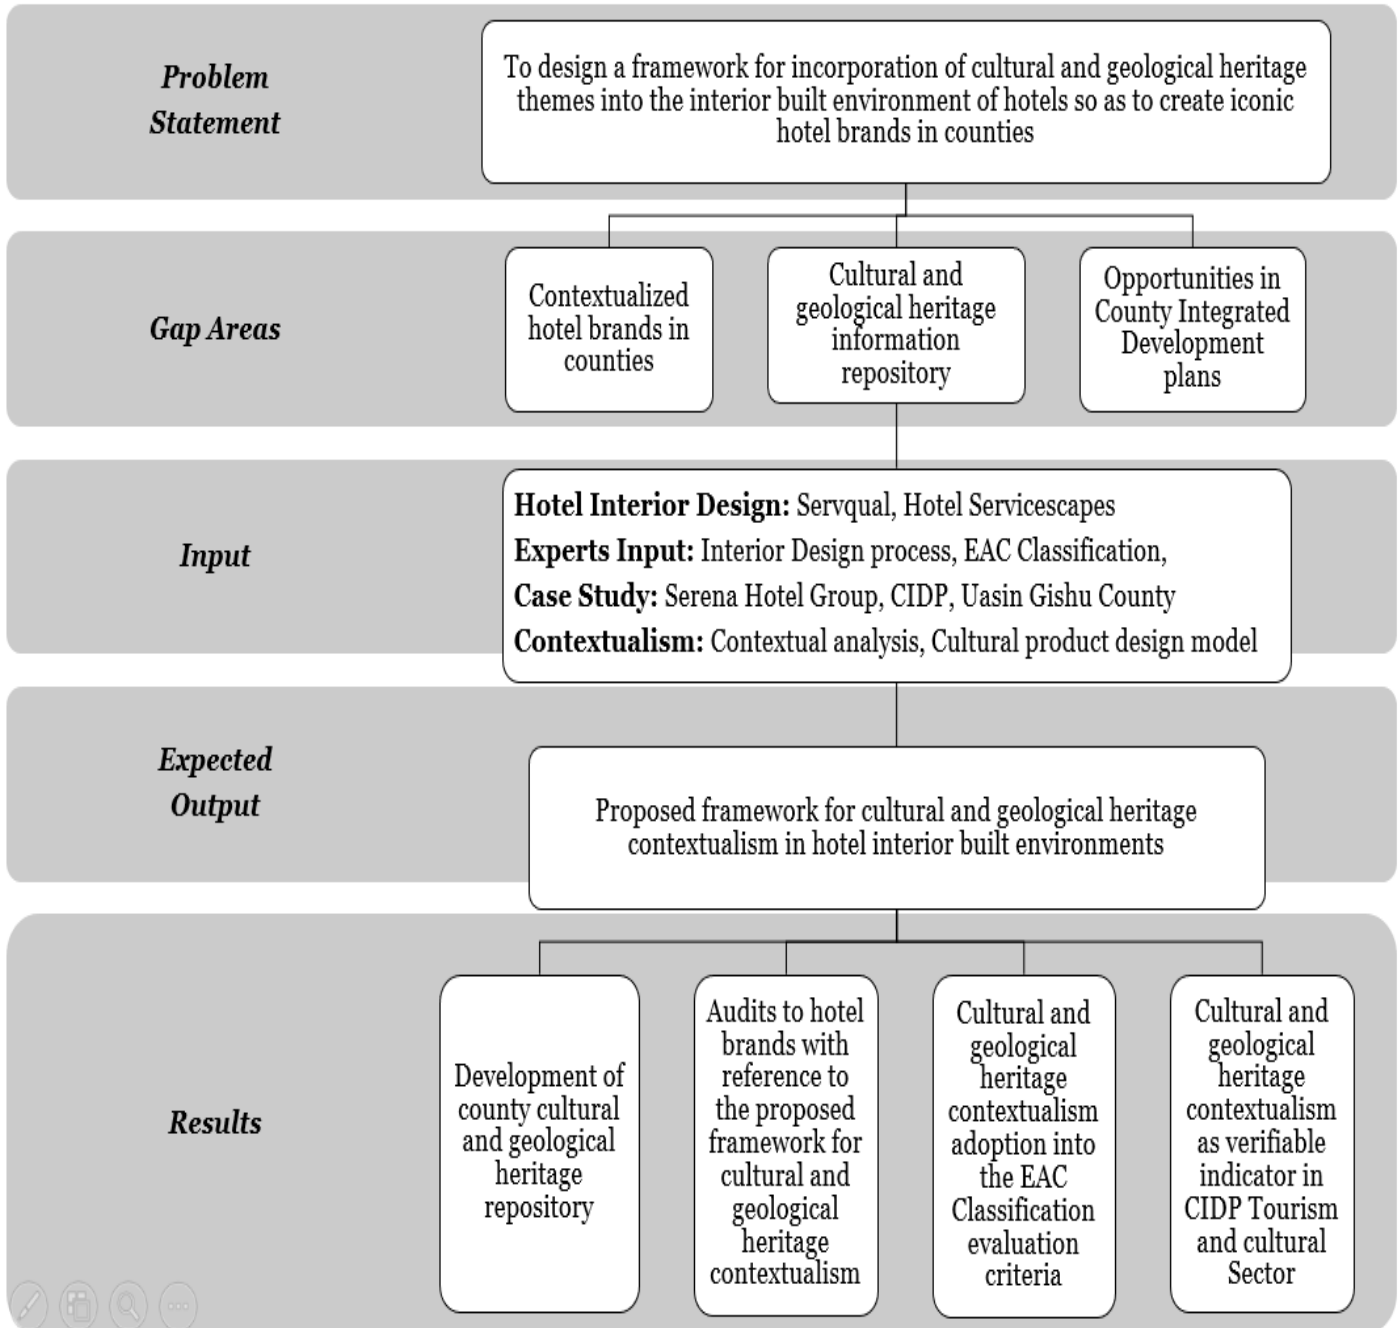 Problem
Statement
To design a framework for incorporation of cultural and geological heritage
themes into the interior built environment of hotels so as to create iconic
hotel brands in counties
Gap Areas
Contextualized
hotel brands in
counties
Cultural and
geological heritage
information
repository
Opportunities in
County Integrated
Development
plans
Input
Hotel Interior Design: Servqual, Hotel Servicescapes
Experts Input: Interior Design process, EAC Classification,
Case Study: Serena Hotel Group, CIDP, Uasin Gishu County
Contextualism: Contextual analysis, Cultural product design model
Expected
Output
Proposed framework for cultural and geological heritage
contextualism in hotel interior built environments
Results
Development of
county cultural
and geological
heritage
repository
Audits to hotel
brands with
reference to
the proposed
framework for
cultural and
geological
heritage
contextualism
Cultural and
geological
heritage
contextualism
adoption into
the EAC
Classification
evaluation
criteria
Cultural and
geological
heritage
contextualism
as verifiable
indicator in
CIDP Tourism
and cultural
Sector